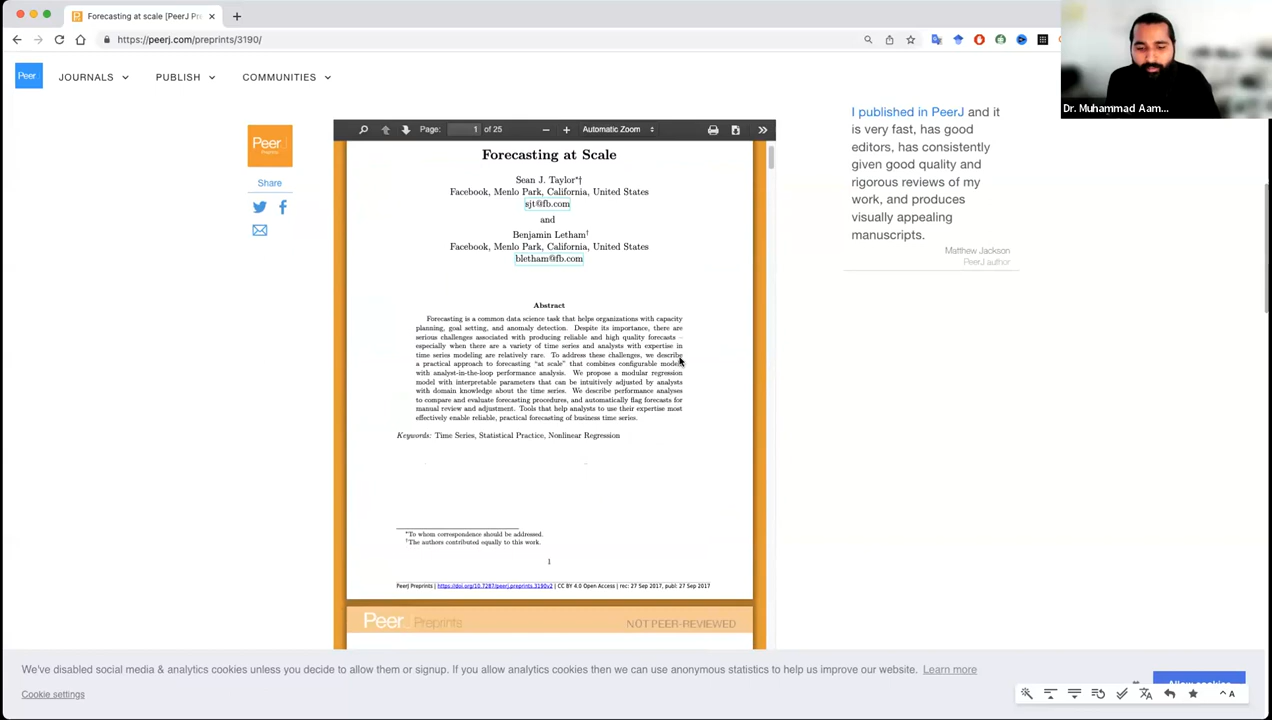 Forecasting at scale [PeerJ Pr
https://peerj.com/preprints/3190/
Dr. Muhammad Aam...
Peer
JOURNALS
PUBLISH
COMMUNITIES
Peer
Preprints
Share
Page: 1 of 25
Automatic Zoom
Forecasting at Scale
Sean J. Taylor*†
Facebook, Menlo Park, California, United States
sjt@fb.com
and
Benjamin Letham†
Facebook, Menlo Park, California, United States
bletham@fb.com
Abstract
Forecasting is a common data science task that helps organizations with capacity
planning, goal setting, and anomaly detection. Despite its importance, there are
serious challenges associated with producing reliable and high quality forecasts –
especially when there are a variety of time series and analysts with expertise in
time series modeling are relatively rare. To address these challenges, we describe
a practical approach to forecasting “at scale” that combines configurable models
with analyst-in-the-loop performance analysis. We propose a modular regression
model with interpretable parameters that can be intuitively adjusted by analysts
with domain knowledge about the time series. We describe performance analyses
to compare and evaluate forecasting procedures, and automatically flag forecasts for
manual review and adjustment. Tools that help analysts to use their expertise most
effectively enable reliable, practical forecasting of business time series.
Keywords: Time Series, Statistical Practice, Nonlinear Regression
*To whom correspondence should be addressed.
†The authors contributed equally to this work.
1
PeerJ Preprints | https://doi.org/10.7287/peerj.preprints.3190v2 | CC BY 4.0 Open Access | rec: 27 Sep 2017, publ: 27 Sep 2017
PeerJ Preprints
NOT PEER-REVIEWED
I published in PeerJ and it
is very fast, has good
editors, has consistently
given good quality and
rigorous reviews of my
work, and produces
visually appealing
manuscripts.
Matthew Jackson
PeerJ author
We've disabled social media & analytics cookies unless you decide to allow them or signup. If you allow analytics cookies then we can use anonymous statistics to help us improve our website. Learn more
Cookie settings
Allow cookies
A